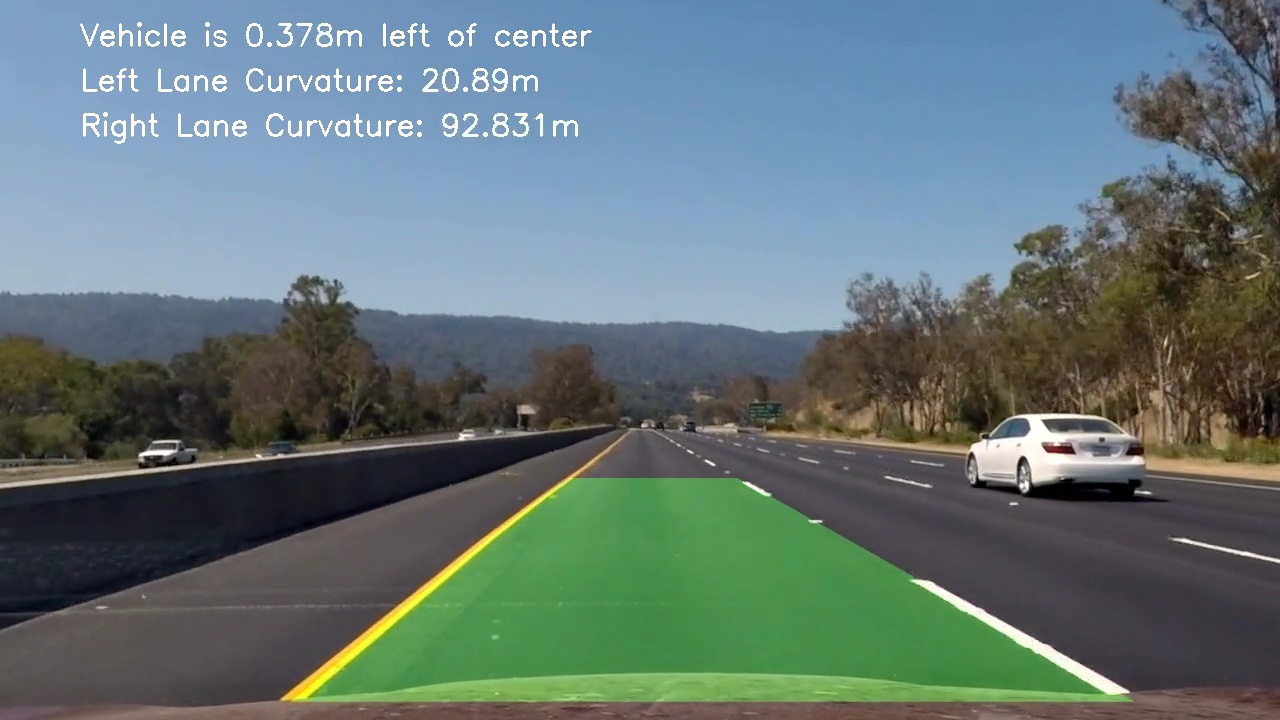 Vehicle is 0.378m left of center
Left Lane Curvature: 20.89m
Right Lane Curvature: 92.831m